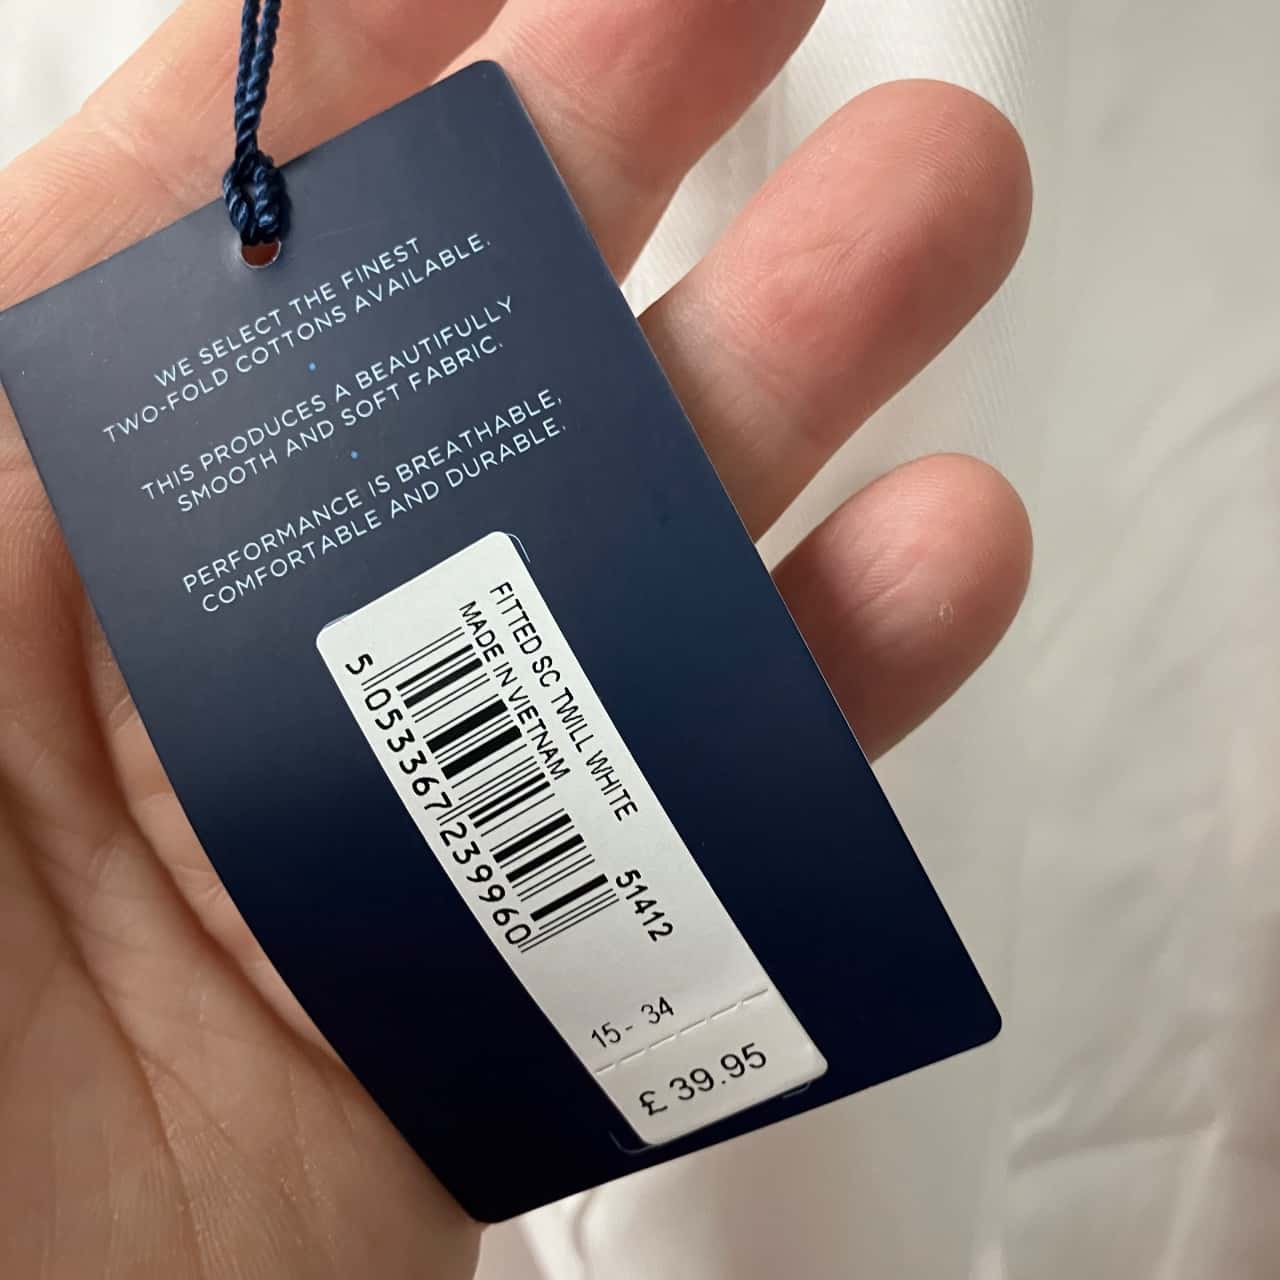 WE SELECT THE FINEST
TWO-FOLD COTTONS AVAILABLE.
THIS PRODUCES A BEAUTIFULLY
SMOOTH AND SOFT FABRIC.
PERFORMANCE IS BREATHABLE,
COMFORTABLE AND DURABLE.
FITTED SC TWILL WHITE 51412
MADE IN VIETNAM
5 053367 239960
15 - 34
£ 39.95